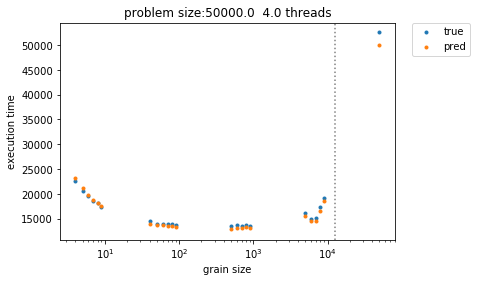 problem size:50000.0  4.0 threads
true
pred
execution time
50000
45000
40000
35000
30000
25000
20000
15000
10¹
10²
10³
10⁴
grain size